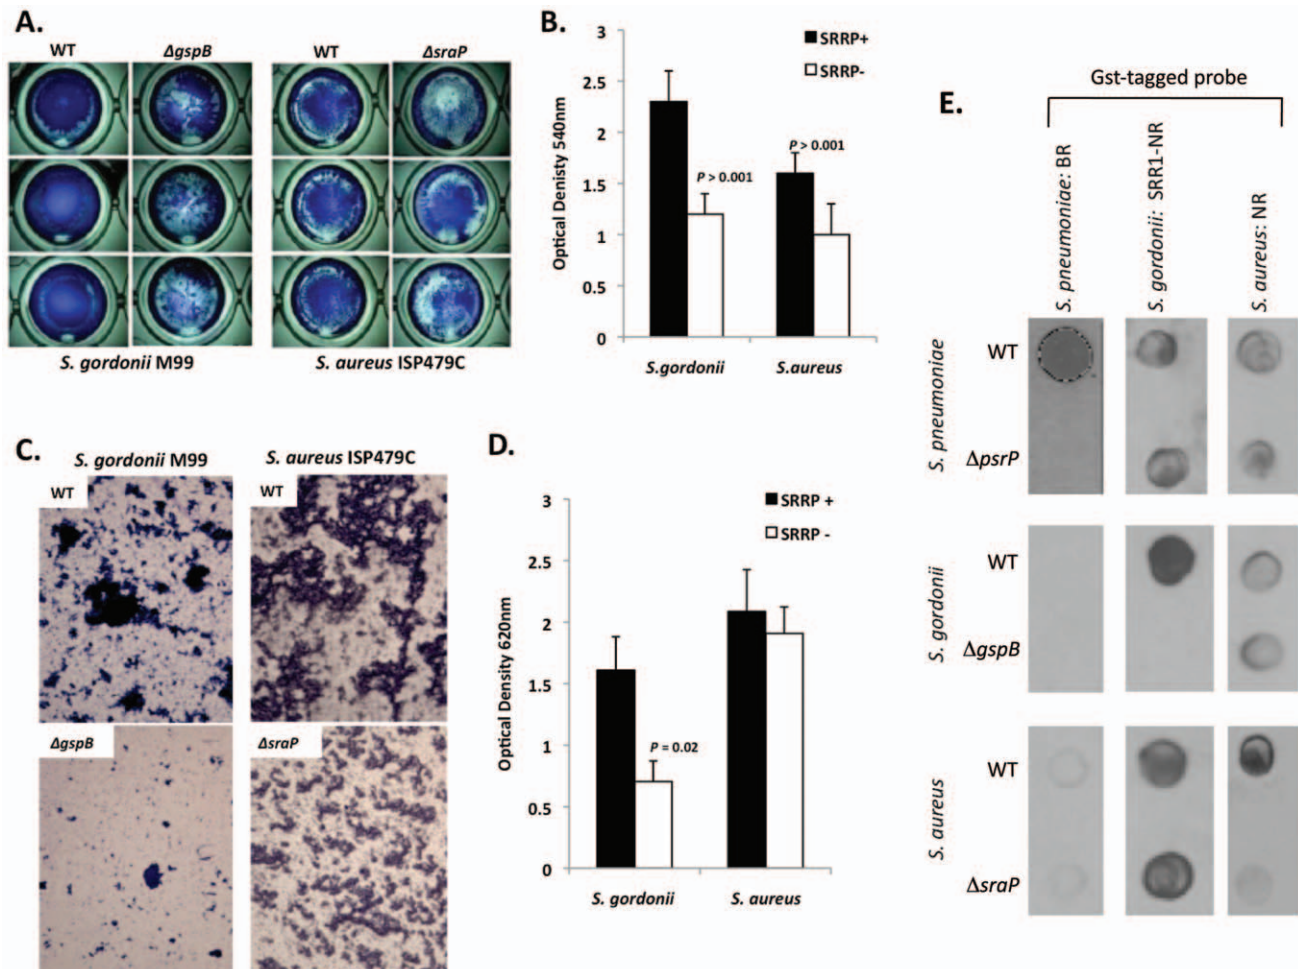 A.
WT ΔgspB WT ΔsraP
S. gordonii M99 S. aureus ISP479C
B.
3
2.5
2
1.5
1
0.5
0
Optical Denisty 540nm
SRRP+
SRRP-
P > 0.001
P > 0.001
S.gordonii S.aureus
C.
S. gordonii M99 S. aureus ISP479C
WT WT
ΔgspB ΔsraP
D.
3
2.5
2
1.5
1
0.5
0
Optical Density 620nm
SRRP +
SRRP -
P = 0.02
S. gordonii S. aureus
E.
Gst-tagged probe
S. pneumoniae: BR
S. gordonii: SRR1-NR
S. aureus: NR
S. pneumoniae
WT
ΔpsrP
S. gordonii
WT
ΔgspB
S. aureus
WT
ΔsraP